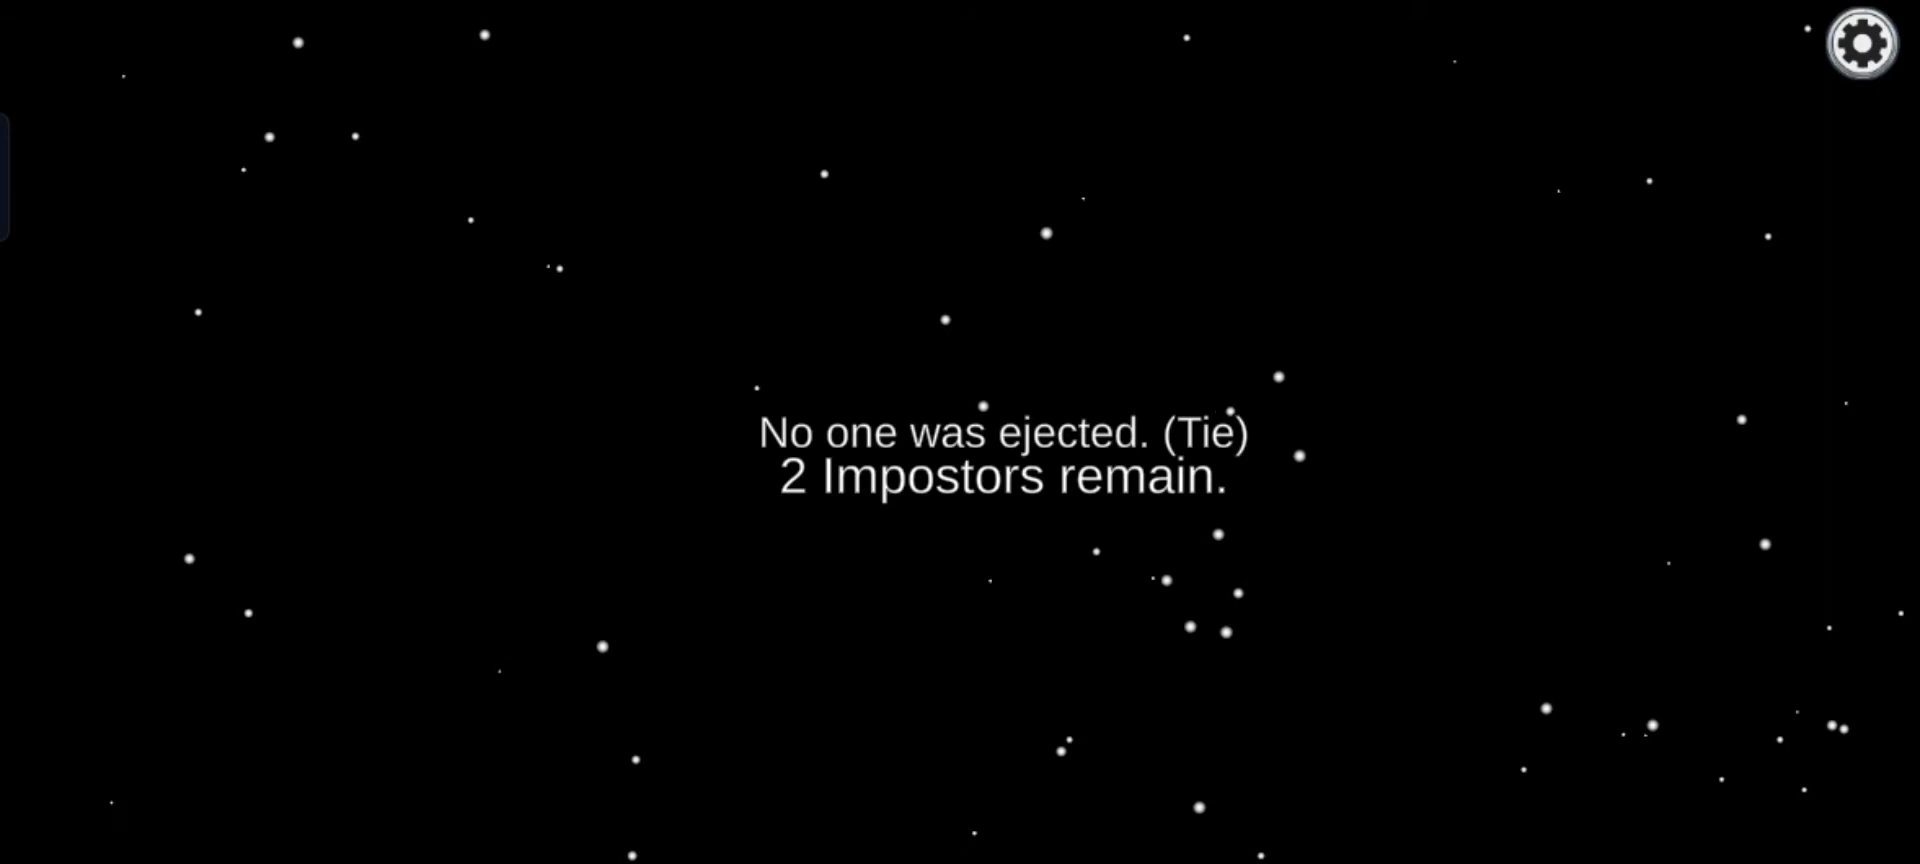 No one was ejected. (Tie)
2 Impostors remain.